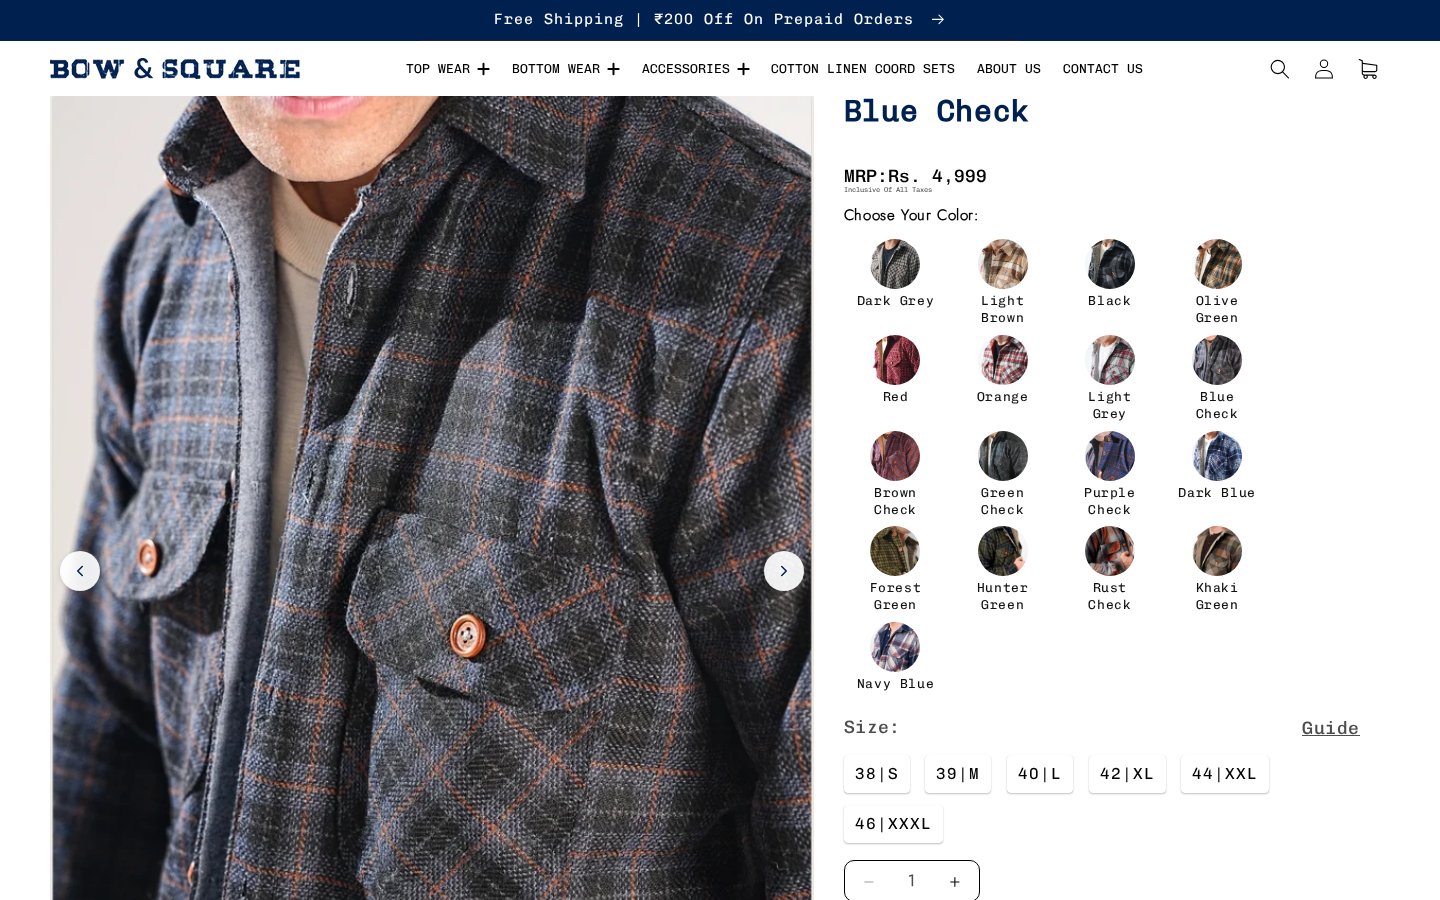 Free Shipping | ₹200 Off On Prepaid Orders
BOW & SQUARE
TOP WEAR
BOTTOM WEAR
ACCESSORIES
COTTON LINEN COORD SETS
ABOUT US
CONTACT US
Blue Check
MRP:Rs. 4,999
Inclusive Of All Taxes
Choose Your Color:
Dark Grey
Light
Brown
Black
Olive
Green
Red
Orange
Light
Grey
Blue
Check
Brown
Check
Green
Check
Purple
Check
Dark Blue
Forest
Green
Hunter
Green
Rust
Check
Khaki
Green
Navy Blue
Size:
Guide
38|S
39|M
40|L
42|XL
44|XXL
46|XXXL
1